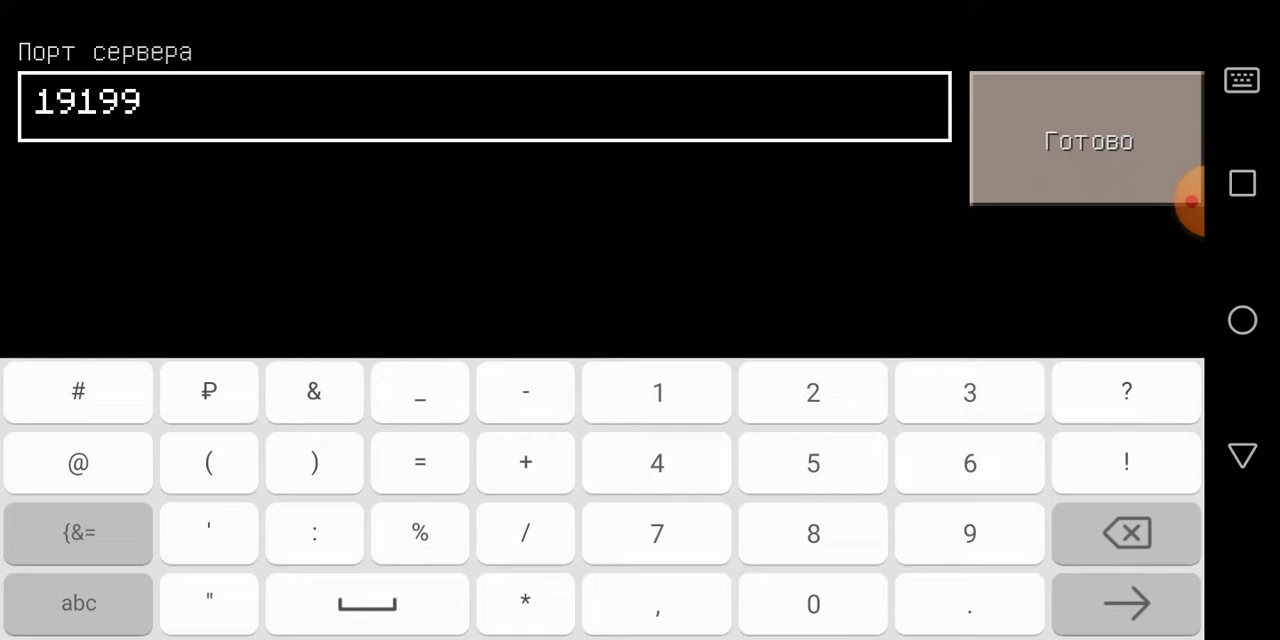 Порт сервера
19199
Готово
# ₽ & _ - 1 2 3 ?
@ ( ) = + 4 5 6 !
{&= ' : % / 7 8 9
abc " * , 0 .